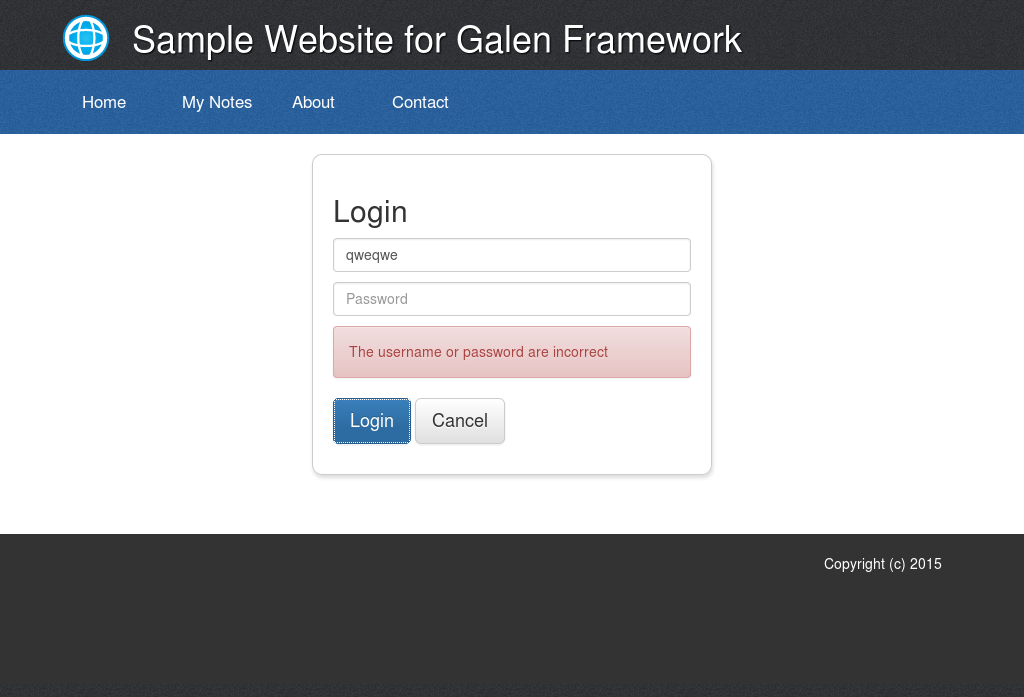 Sample Website for Galen Framework
Home My Notes About Contact
Login
qweqwe
Password
The username or password are incorrect
Login Cancel
Copyright (c) 2015